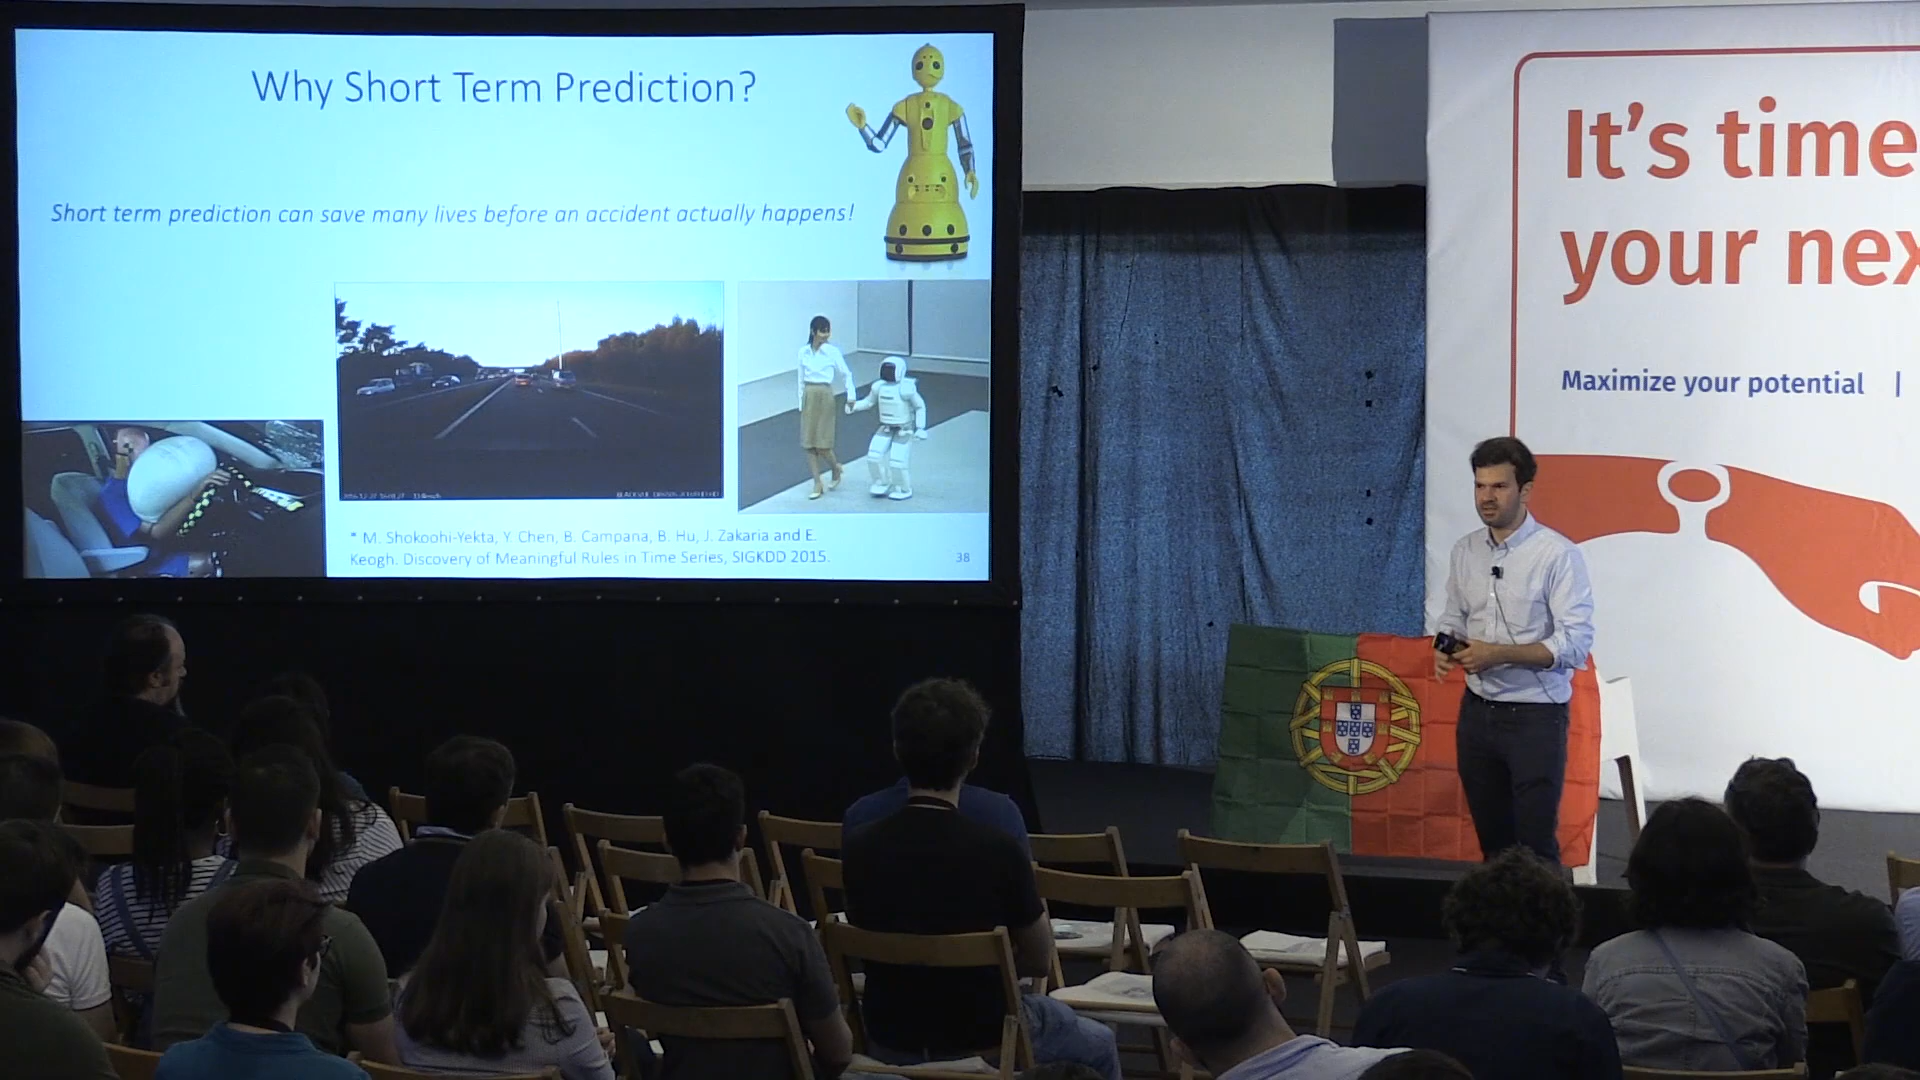 Why Short Term Prediction?
Short term prediction can save many lives before an accident actually happens!
* M. Shokoohi-Yekta, Y. Chen, B. Campana, B. Hu, J. Zakaria and E.
Keogh. Discovery of Meaningful Rules in Time Series, SIGKDD 2015.
38
It's time
your nex
Maximize your potential |